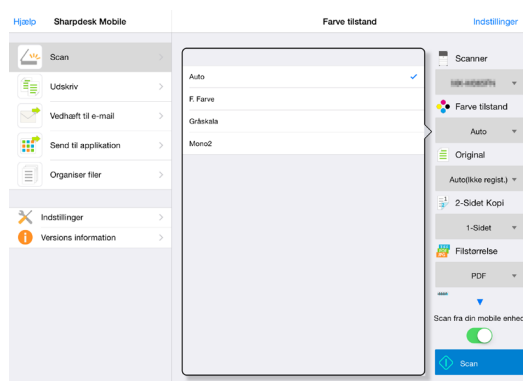 Hjælp
Sharpdesk Mobile
Farve tilstand
Indstillinger
Scan
Udskriv
Vedhæft til e-mail
Send til applikation
Organiser filer
Indstillinger
Versions information
Auto
F. Farve
Gråskala
Mono2
Scanner
Farve tilstand
Auto
Original
Auto(Ikke regist.)
2-Sidet Kopi
1-Sidet
Filstørrelse
PDF
Scan fra din mobile enhed
Scan